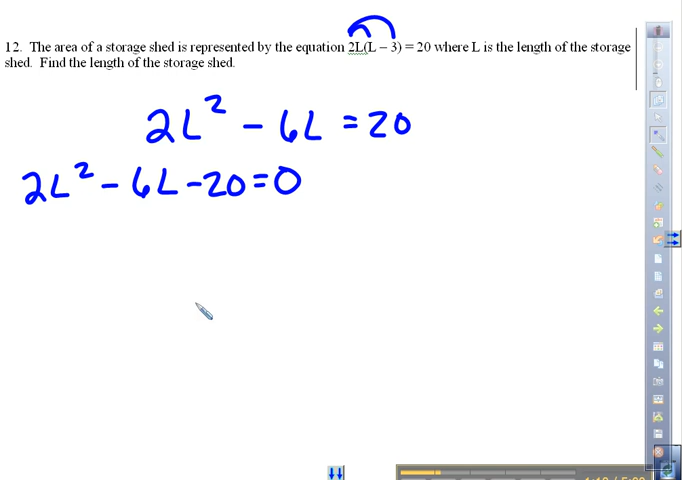 12. The area of a storage shed is represented by the equation 2L(L – 3) = 20 where L is the length of the storage
shed. Find the length of the storage shed.
2L² – 6L = 20
2L² – 6L – 20 = 0